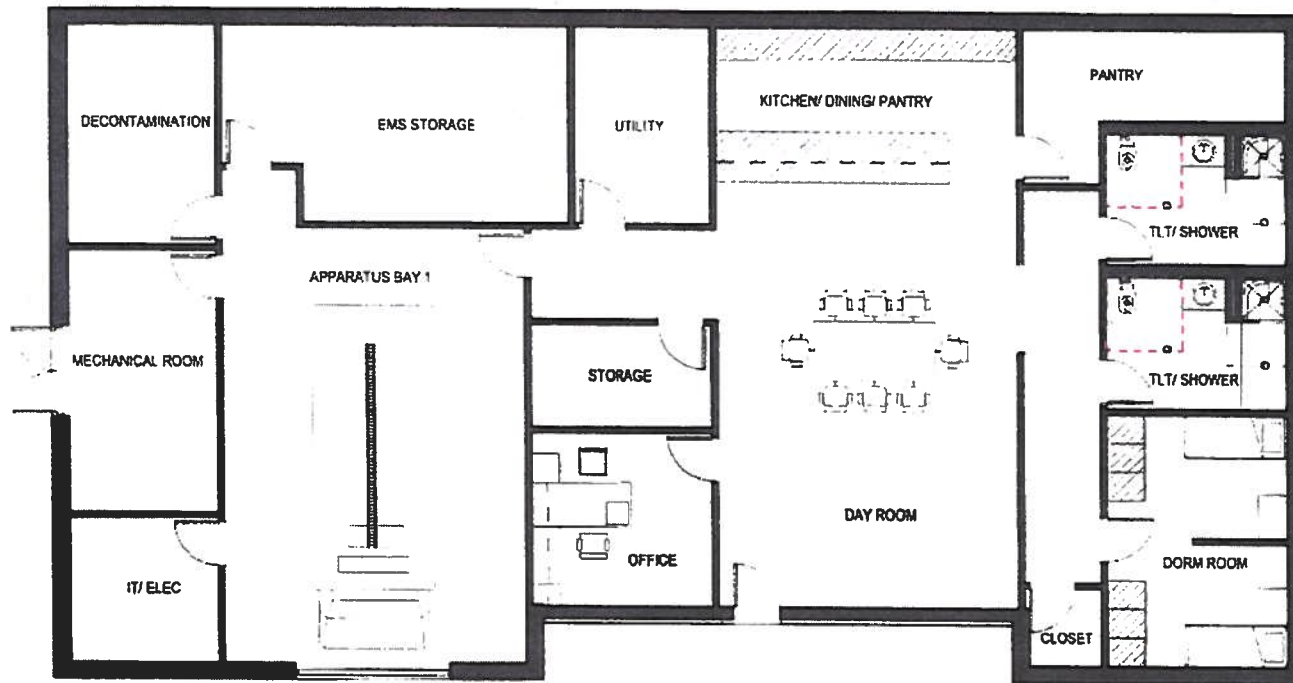 PANTRY
DECONTAMINATION
EMS STORAGE
UTILITY
KITCHEN/ DINING/ PANTRY
TLT/ SHOWER
APPARATUS BAY 1
MECHANICAL ROOM
STORAGE
TLT/ SHOWER
DAY ROOM
OFFICE
DORM ROOM
IT/ ELEC
CLOSET